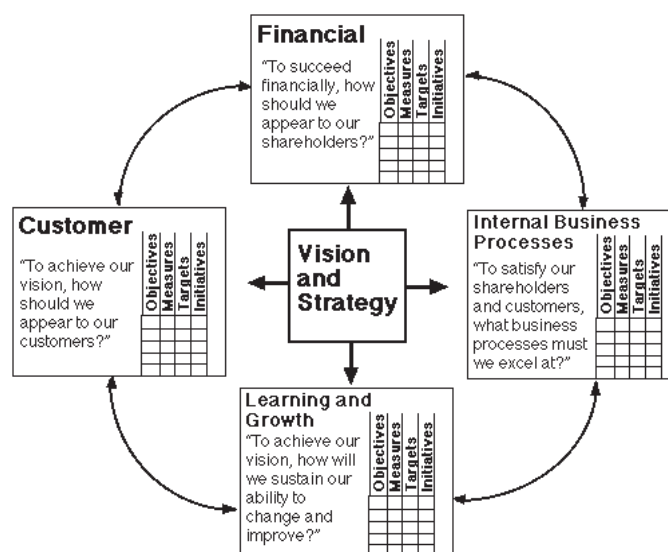 Financial
“To succeed
financially, how
should we
appear to our
shareholders?”
Objectives
Measures
Targets
Initiatives
Customer
“To achieve our
vision, how
should we
appear to our
customers?”
Objectives
Measures
Targets
Initiatives
Vision
and
Strategy
Internal Business
Processes
“To satisfy our
shareholders
and customers,
what business
processes must
we excel at?”
Objectives
Measures
Targets
Initiatives
Learning and
Growth
“To achieve our
vision, how will
we sustain our
ability to
change and
improve?”
Objectives
Measures
Targets
Initiatives